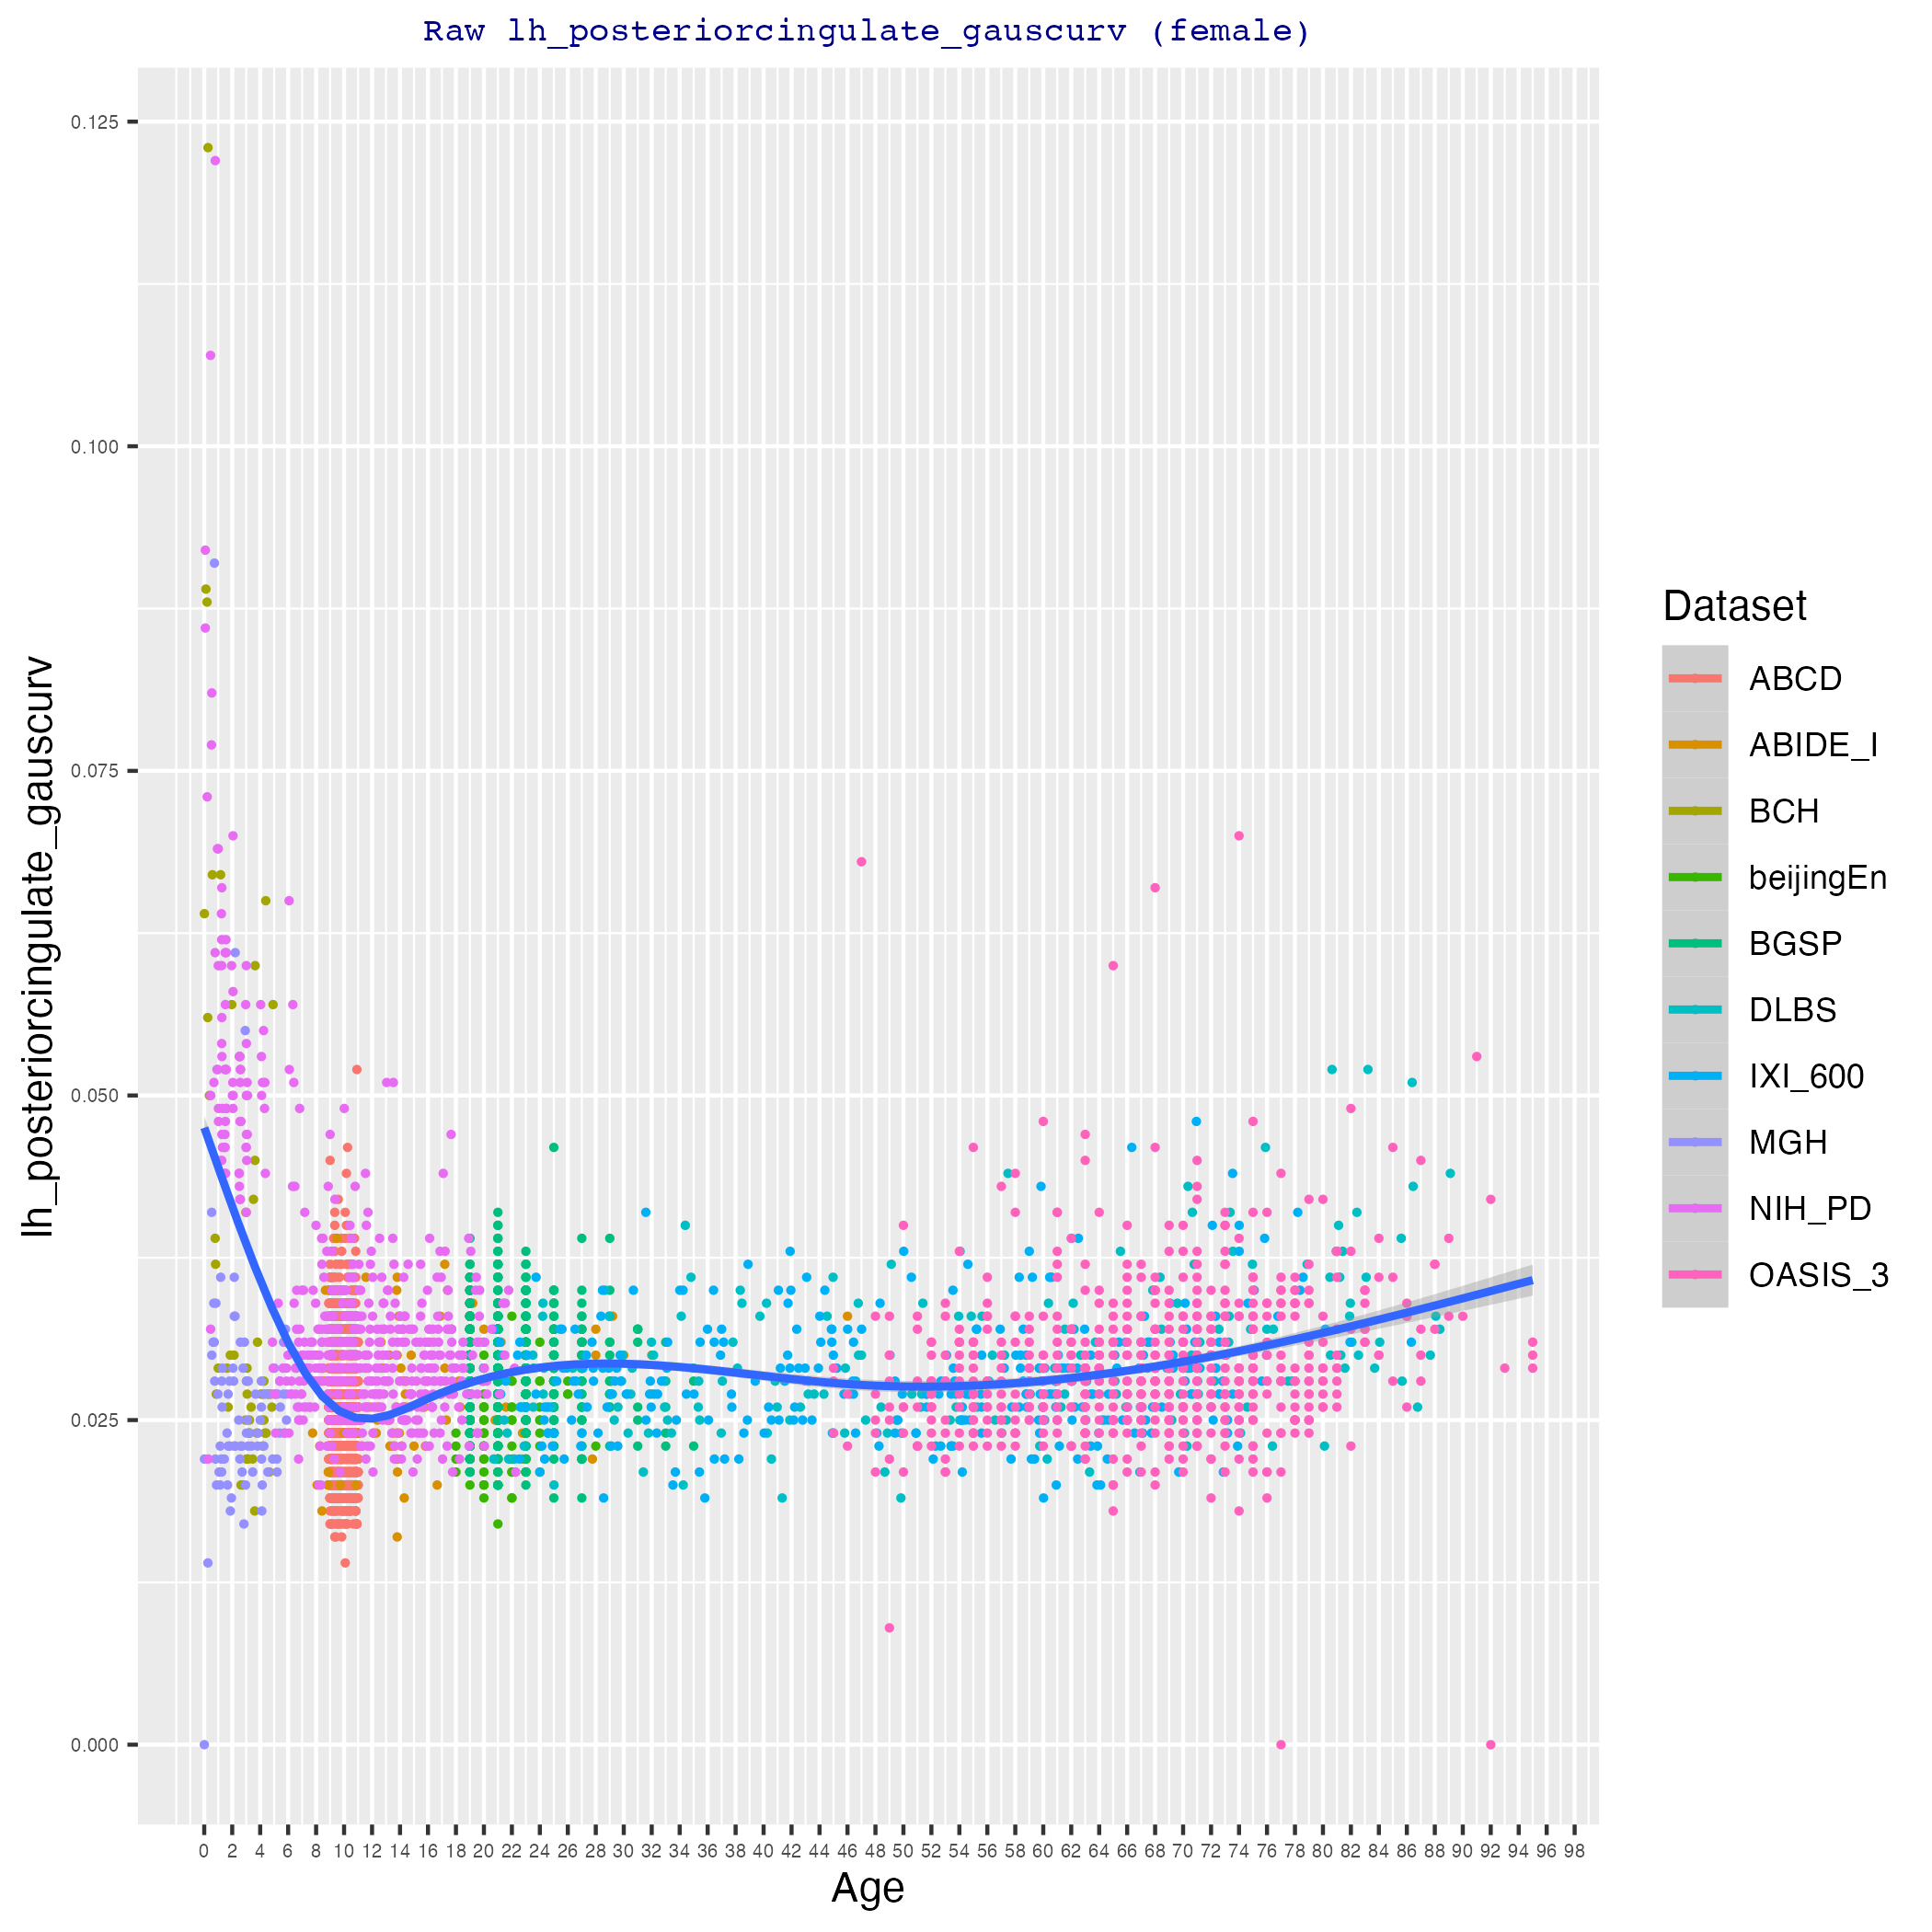 Raw lh_posteriorcingulate_gauscurv (female)
lh_posteriorcingulate_gauscurv
0.125
0.100
0.075
0.050
0.025
0.000
0 2 4 6 8 10 12 14 16 18 20 22 24 26 28 30 32 34 36 38 40 42 44 46 48 50 52 54 56 58 60 62 64 66 68 70 72 74 76 78 80 82 84 86 88 90 92 94 96 98
Age
Dataset
ABCD
ABIDE_I
BCH
beijingEn
BGSP
DLBS
IXI_600
MGH
NIH_PD
OASIS_3